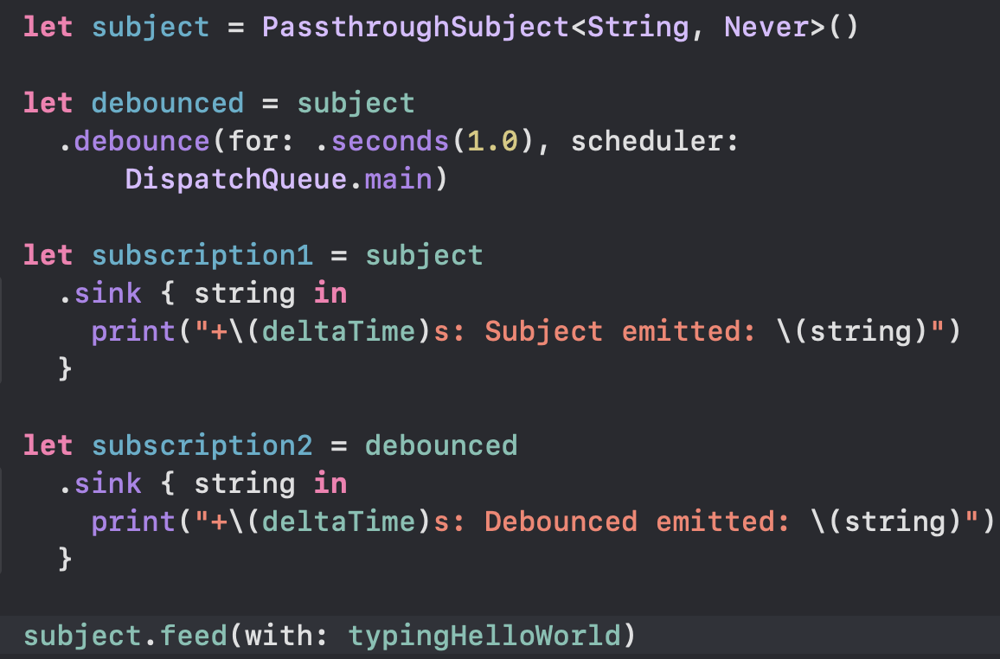 let subject = PassthroughSubject<String, Never>()
let debounced = subject
.debounce(for: .seconds(1.0), scheduler:
DispatchQueue.main)
let subscription1 = subject
.sink { string in
print("+\(deltaTime)s: Subject emitted: \(string)")
}
let subscription2 = debounced
.sink { string in
print("+\(deltaTime)s: Debounced emitted: \(string)")
}
subject.feed(with: typingHelloWorld)